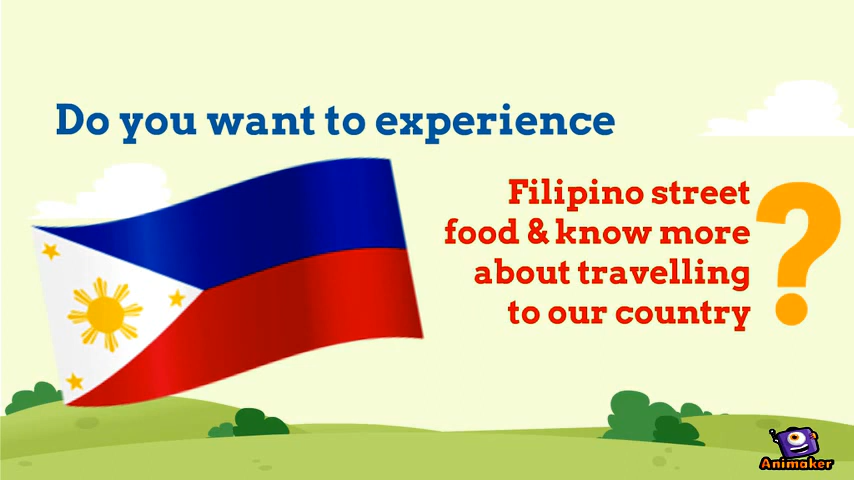 Do you want to experience
Filipino street
food & know more
about travelling
to our country
?
Animaker